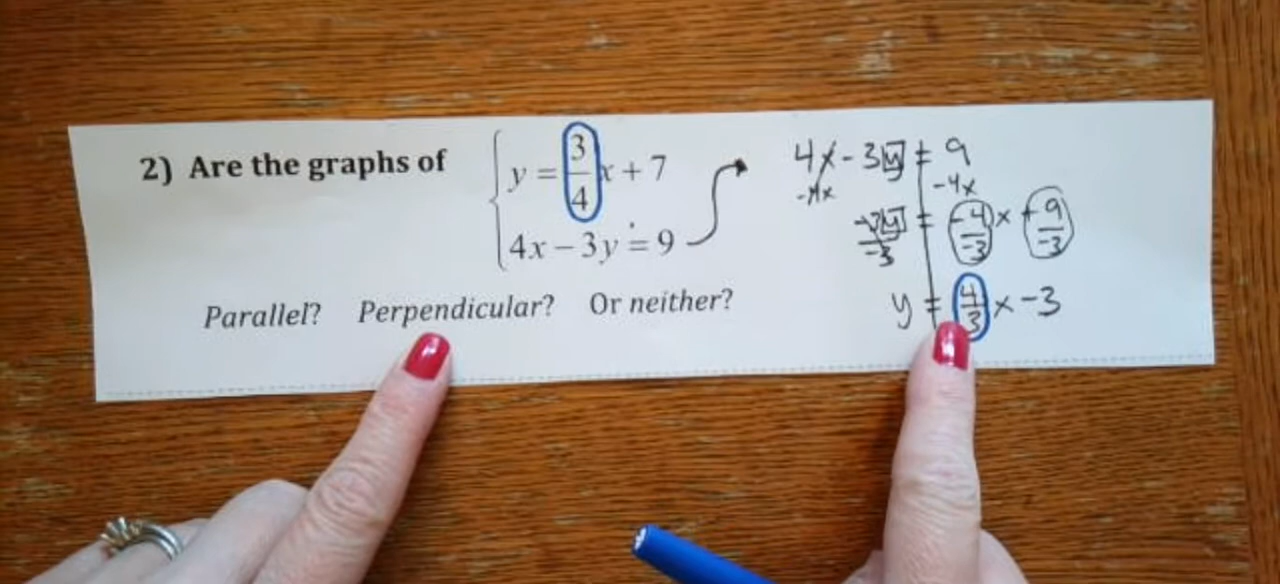 2) Are the graphs of
y = 3/4 x + 7
4x − 3y = 9
Parallel? Perpendicular? Or neither?
4x - 3y = 9
-4x -4x
-3y/-3 = -4/-3 x + 9/-3
y = 4/3 x - 3